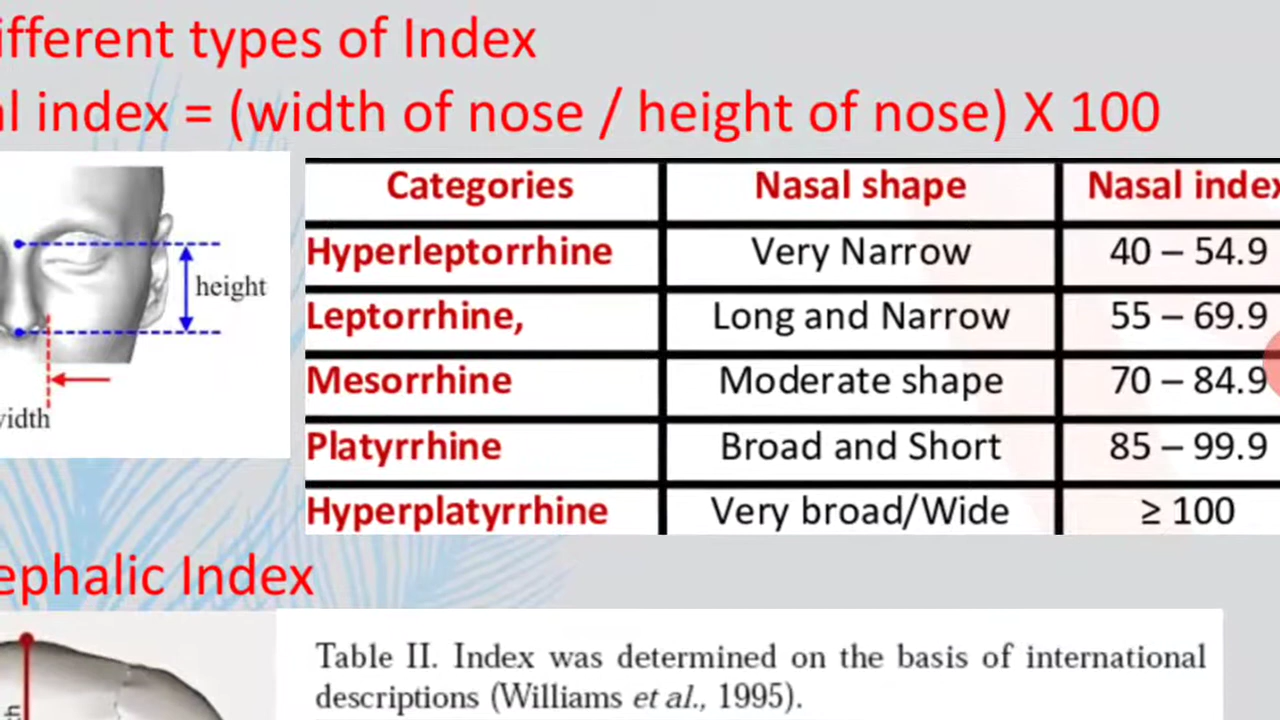 ifferent types of Index
al index = (width of nose / height of nose) X 100
Categories Nasal shape Nasal index
Hyperleptorrhine Very Narrow 40 – 54.9
Leptorrhine, Long and Narrow 55 – 69.9
Mesorrhine Moderate shape 70 – 84.9
Platyrrhine Broad and Short 85 – 99.9
Hyperplatyrrhine Very broad/Wide ≥ 100
height
width
ephalic Index
Table II. Index was determined on the basis of international
descriptions (Williams et al., 1995).